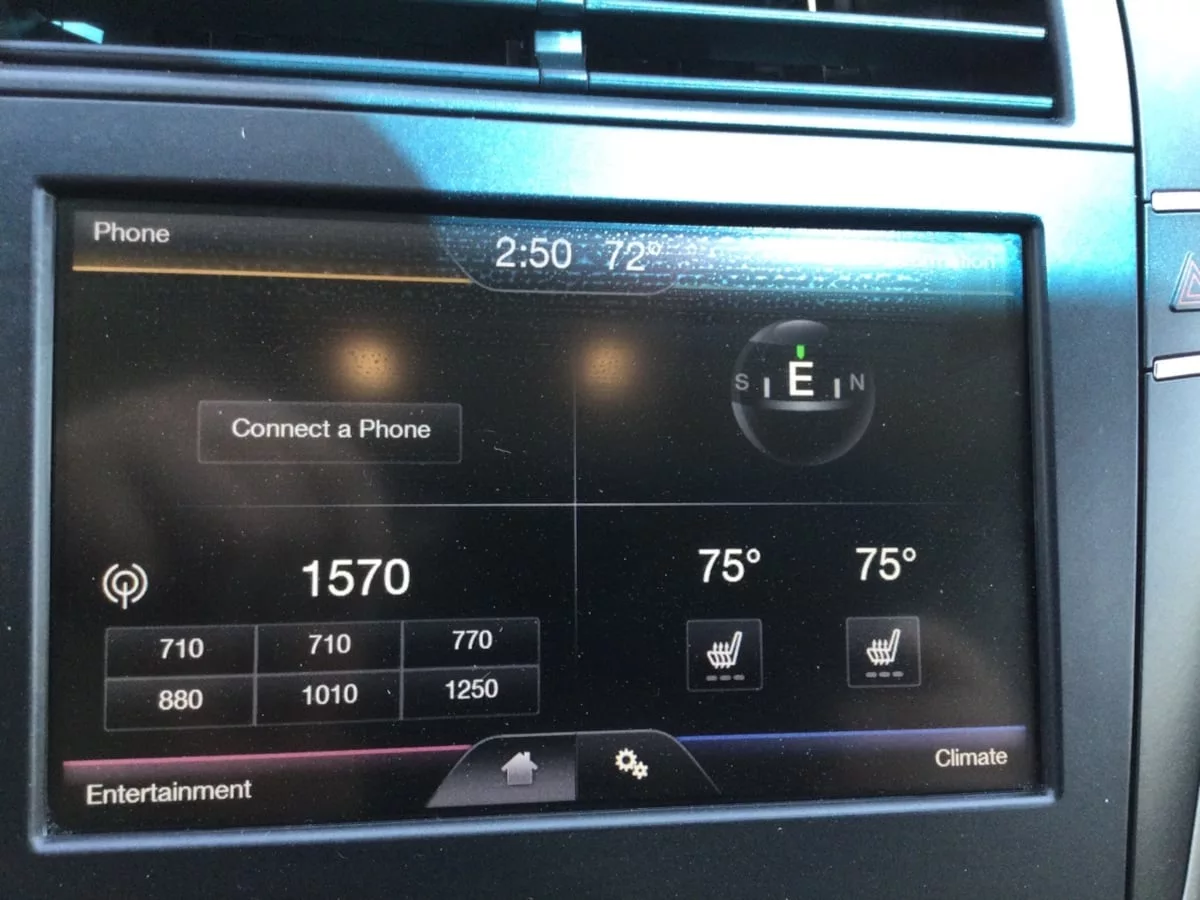 Phone
2:50 72°
S E N
Connect a Phone
1570
75° 75°
710 710 770
880 1010 1250
Entertainment
Climate